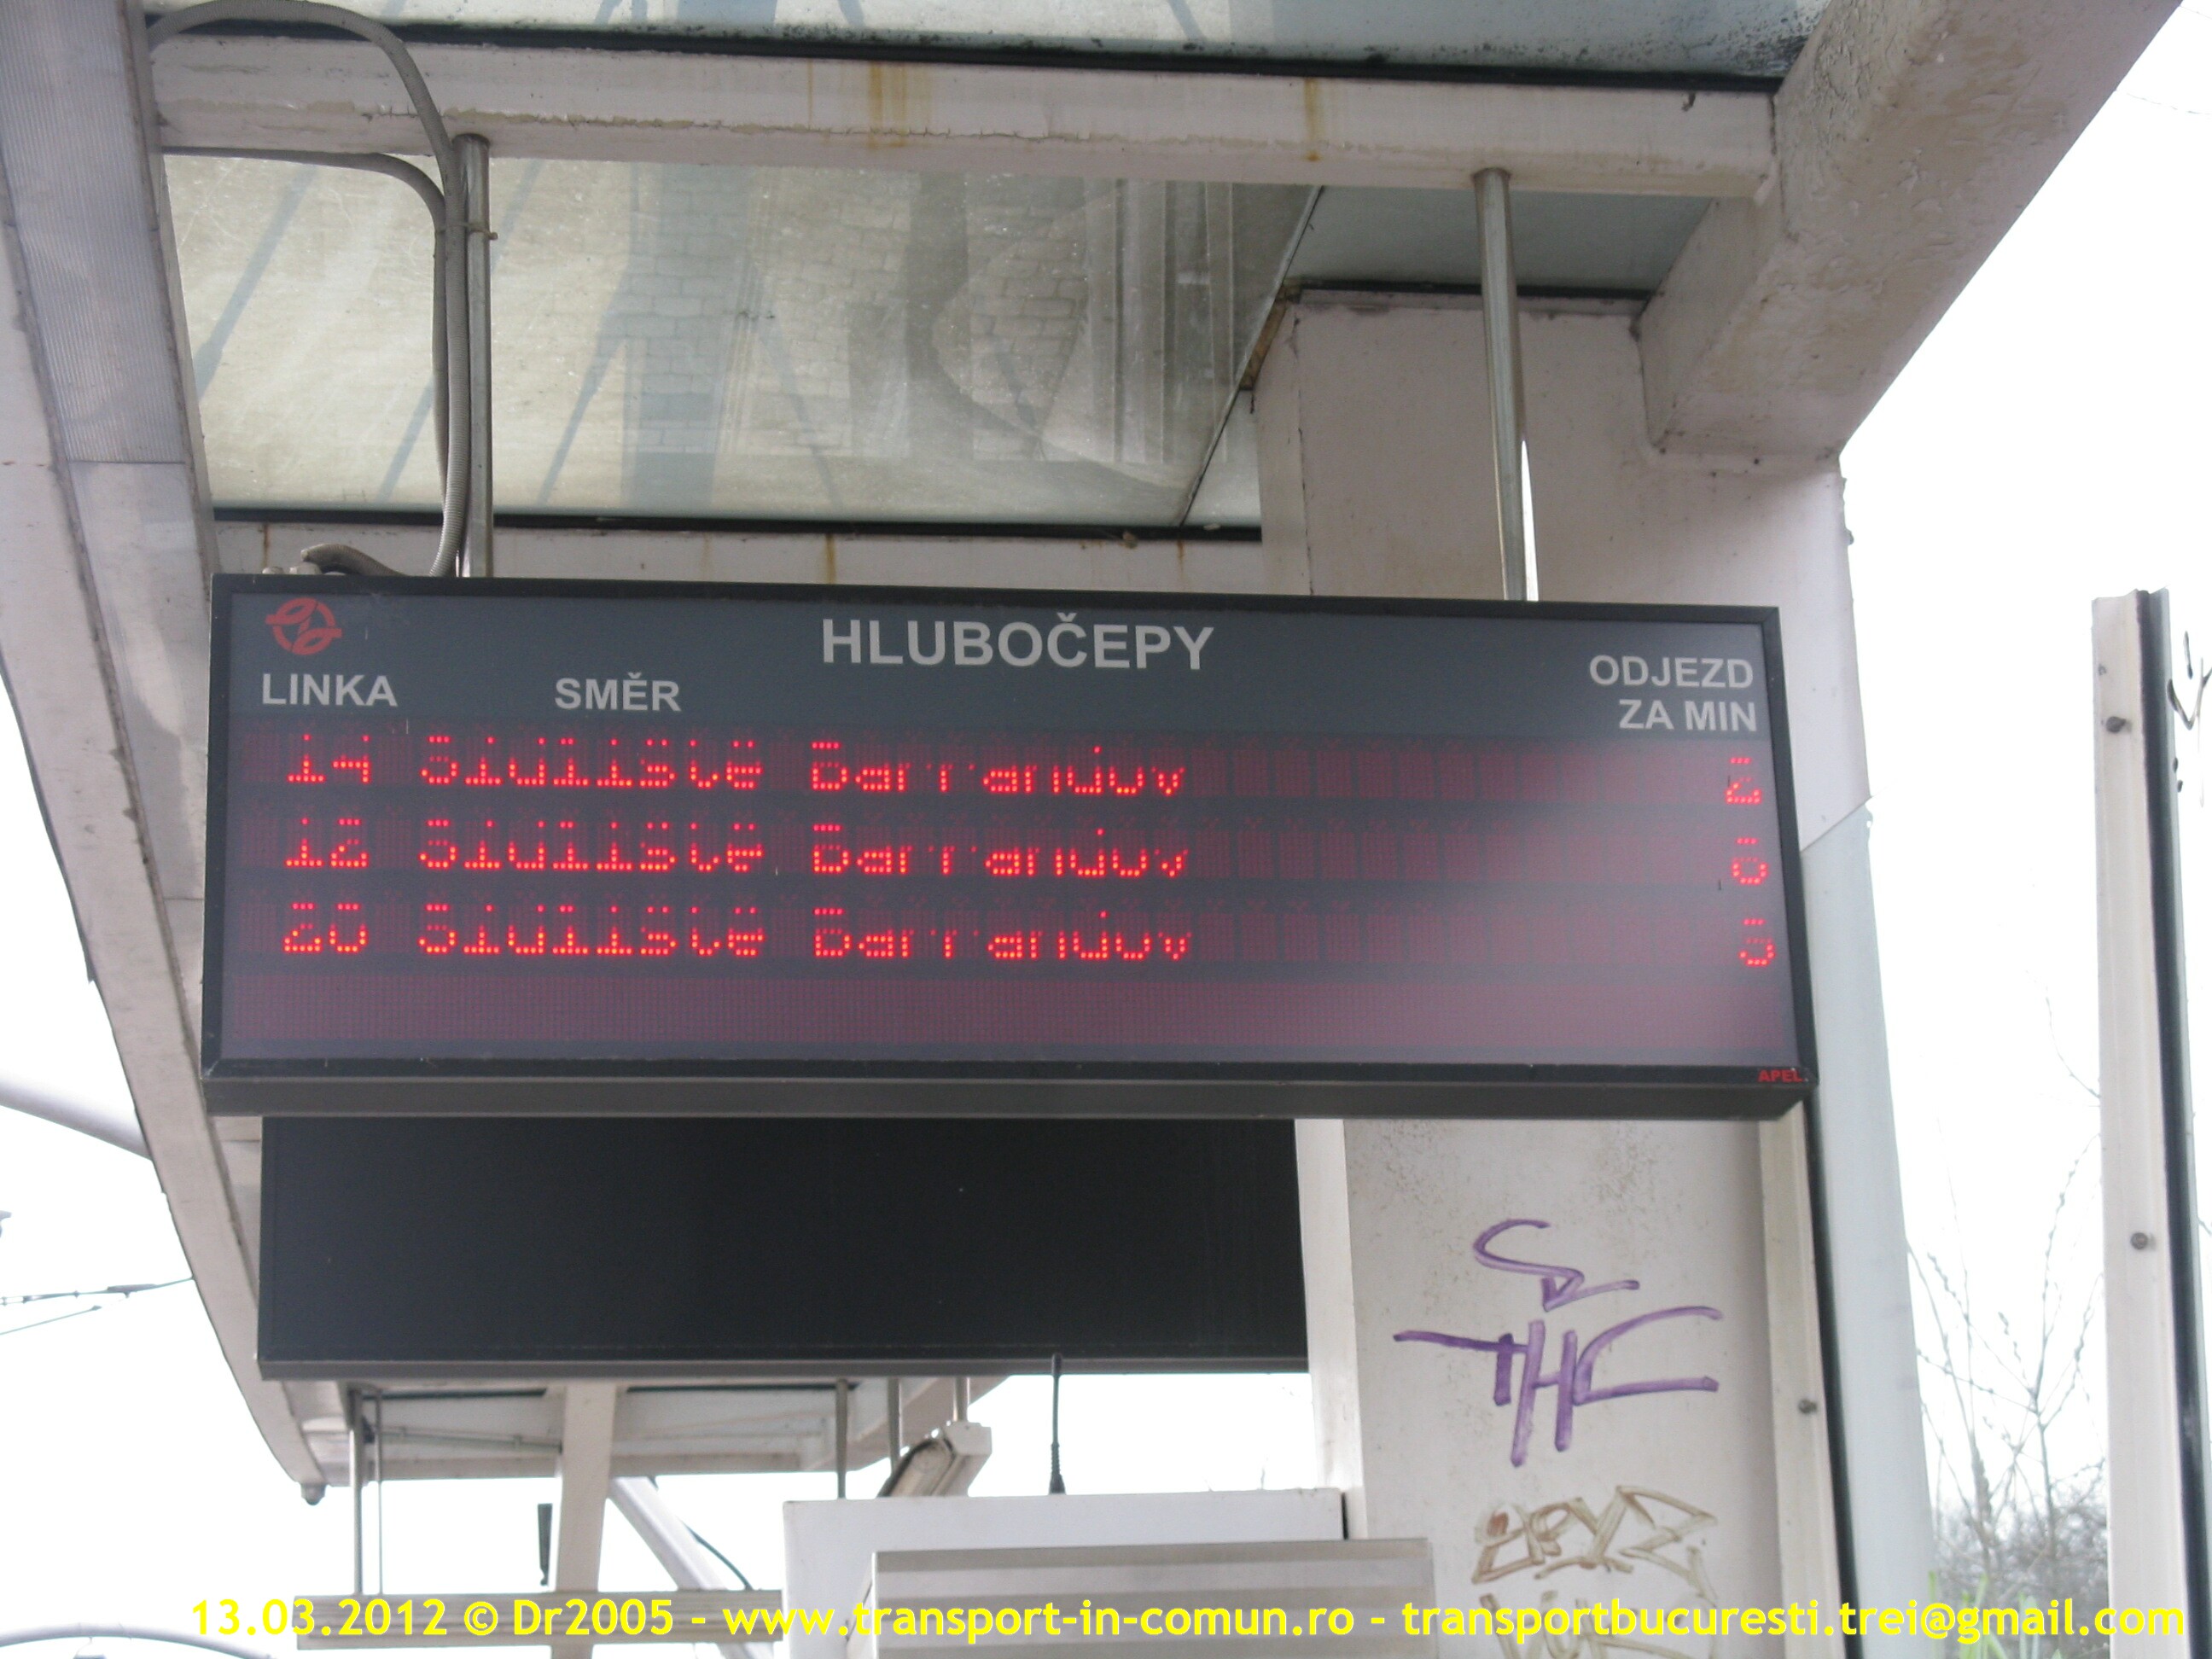 HLUBOČEPY
LINKA SMĚR ODJEZD
ZA MIN
14 Sídliště Barrandov 2
12 Sídliště Barrandov
20 Sídliště Barrandov
APEL
THC
13.03.2012 © Dr2005 - www.transport-in-comun.ro - transportbucuresti.trei@gmail.com